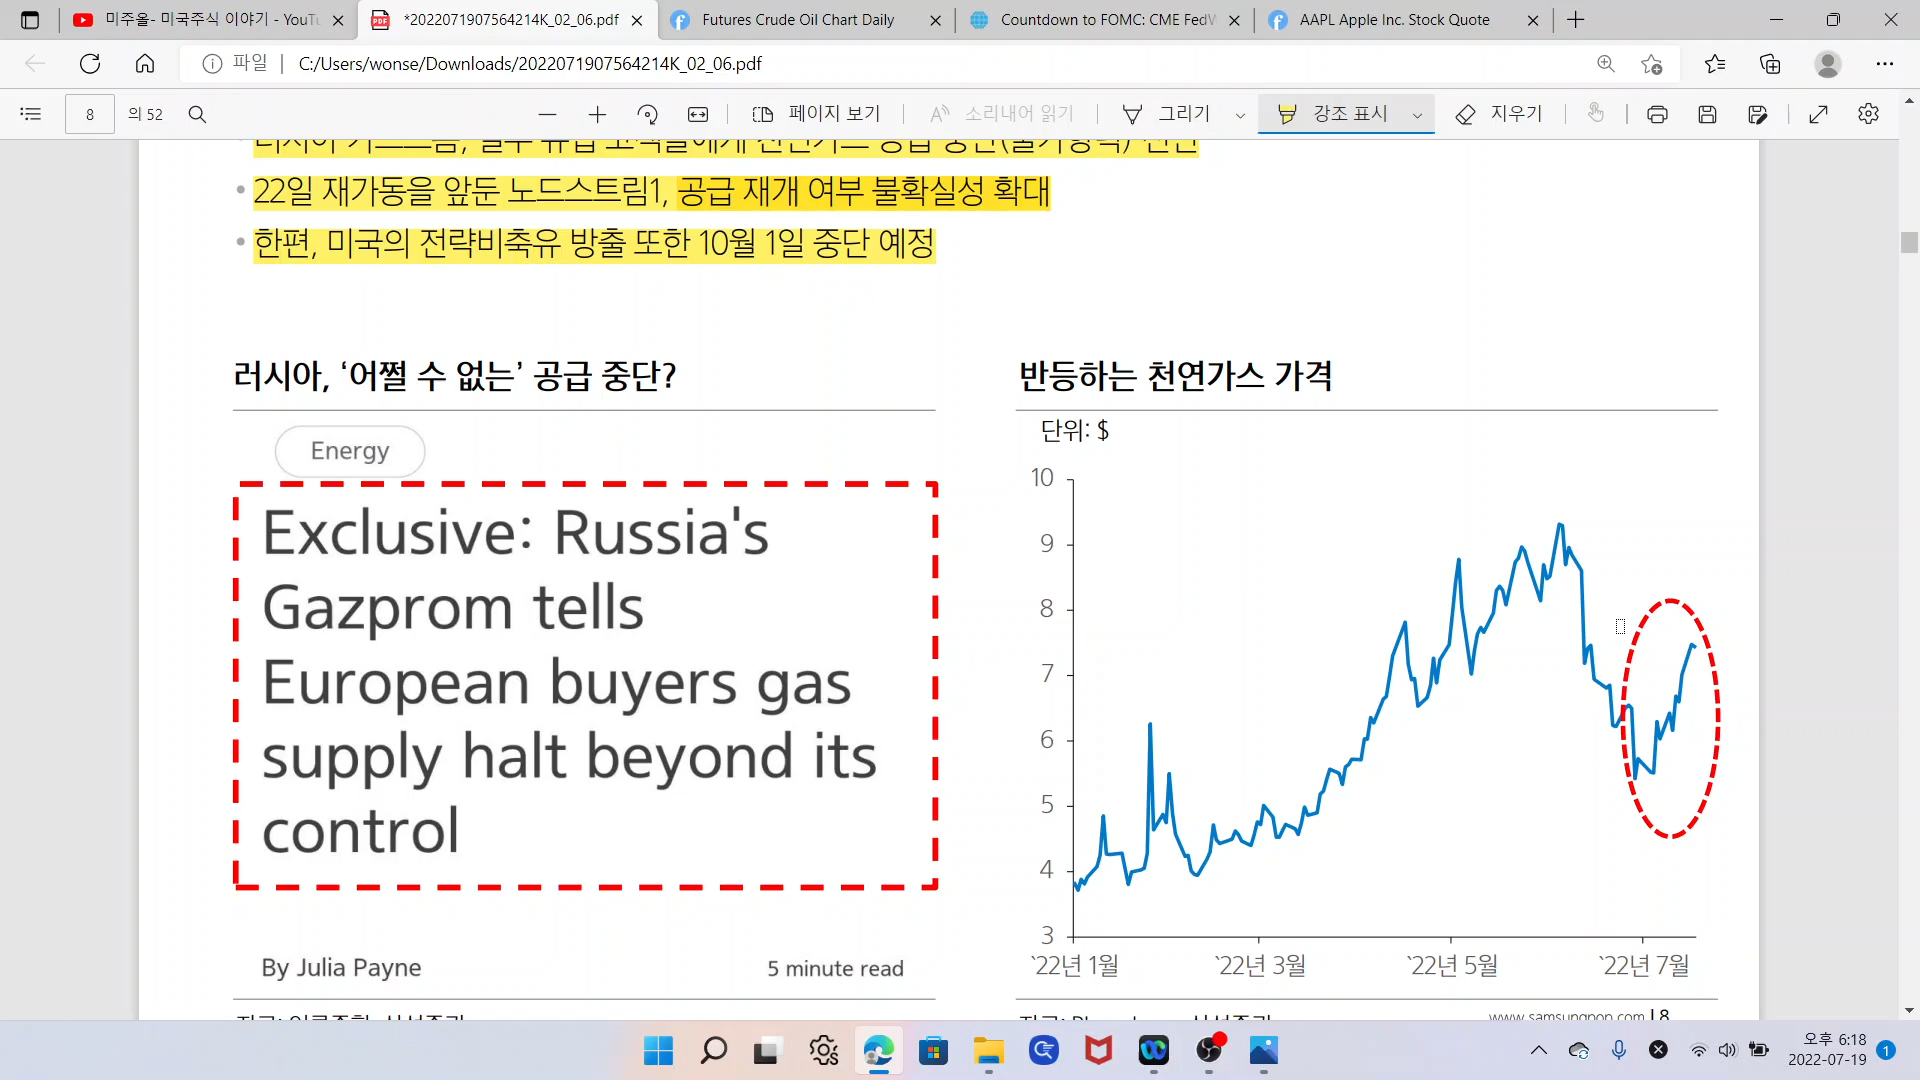 미주율- 미국주식 이야기 - YouTu
*2022071907564214K_02_06.pdf
Futures Crude Oil Chart Daily
Countdown to FOMC: CME FedW
AAPL Apple Inc. Stock Quote
파일
C:/Users/wonse/Downloads/2022071907564214K_02_06.pdf
8
의 52
페이지 보기
소리내어 읽기
그리기
강조 표시
지우기
22일 재가동을 앞둔 노드스트림1, 공급 재개 여부 불확실성 확대
한편, 미국의 전략비축유 방출 또한 10월 1일 중단 예정
러시아, ‘어쩔 수 없는’ 공급 중단?
Energy
Exclusive: Russia's
Gazprom tells
European buyers gas
supply halt beyond its
control
By Julia Payne
5 minute read
반등하는 천연가스 가격
단위: $
10
9
8
7
6
5
4
3
`22년 1월
`22년 3월
`22년 5월
`22년 7월
www.samsungpop.com
8
오후 6:18
2022-07-19
1